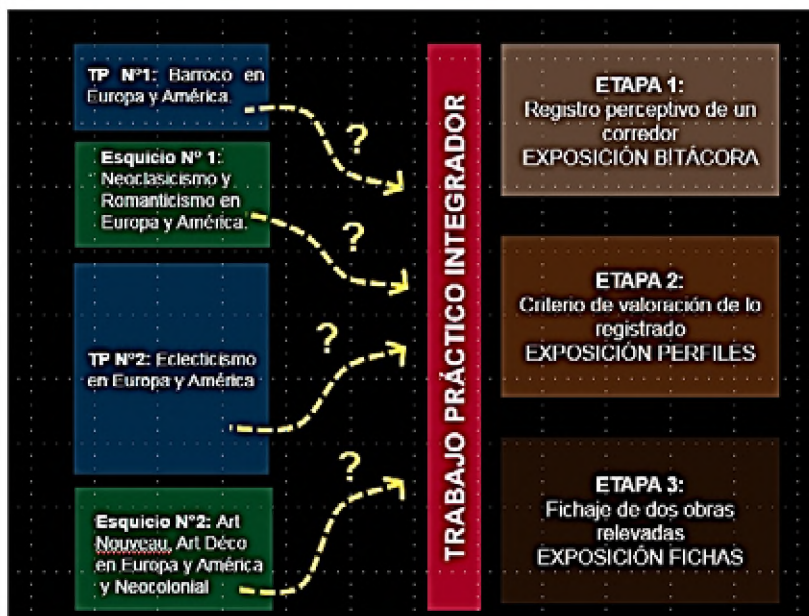 TP Nº1: Barroco en
Europa y América.
?
Esquicio Nº 1:
Neoclasicismo y
Romanticismo en
Europa y América.
?
TP Nº2: Eclecticismo
en Europa y América
?
Esquicio Nº2: Art
Nouveau, Art Déco
en Europa y América
y Neocolonial
?
TRABAJO PRÁCTICO INTEGRADOR
ETAPA 1:
Registro perceptivo de un
corredor
EXPOSICIÓN BITÁCORA
ETAPA 2:
Criterio de valoración de lo
registrado
EXPOSICIÓN PERFILES
ETAPA 3:
Fichaje de dos obras
relevadas
EXPOSICIÓN FICHAS